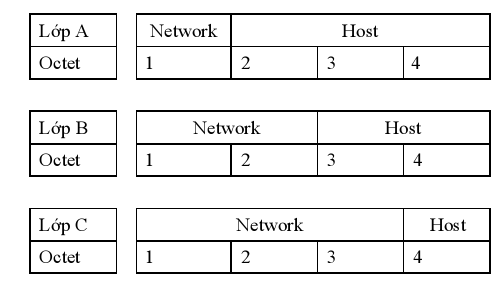 Lớp A Network Host
Octet 1 2 3 4
Lớp B Network Host
Octet 1 2 3 4
Lớp C Network Host
Octet 1 2 3 4